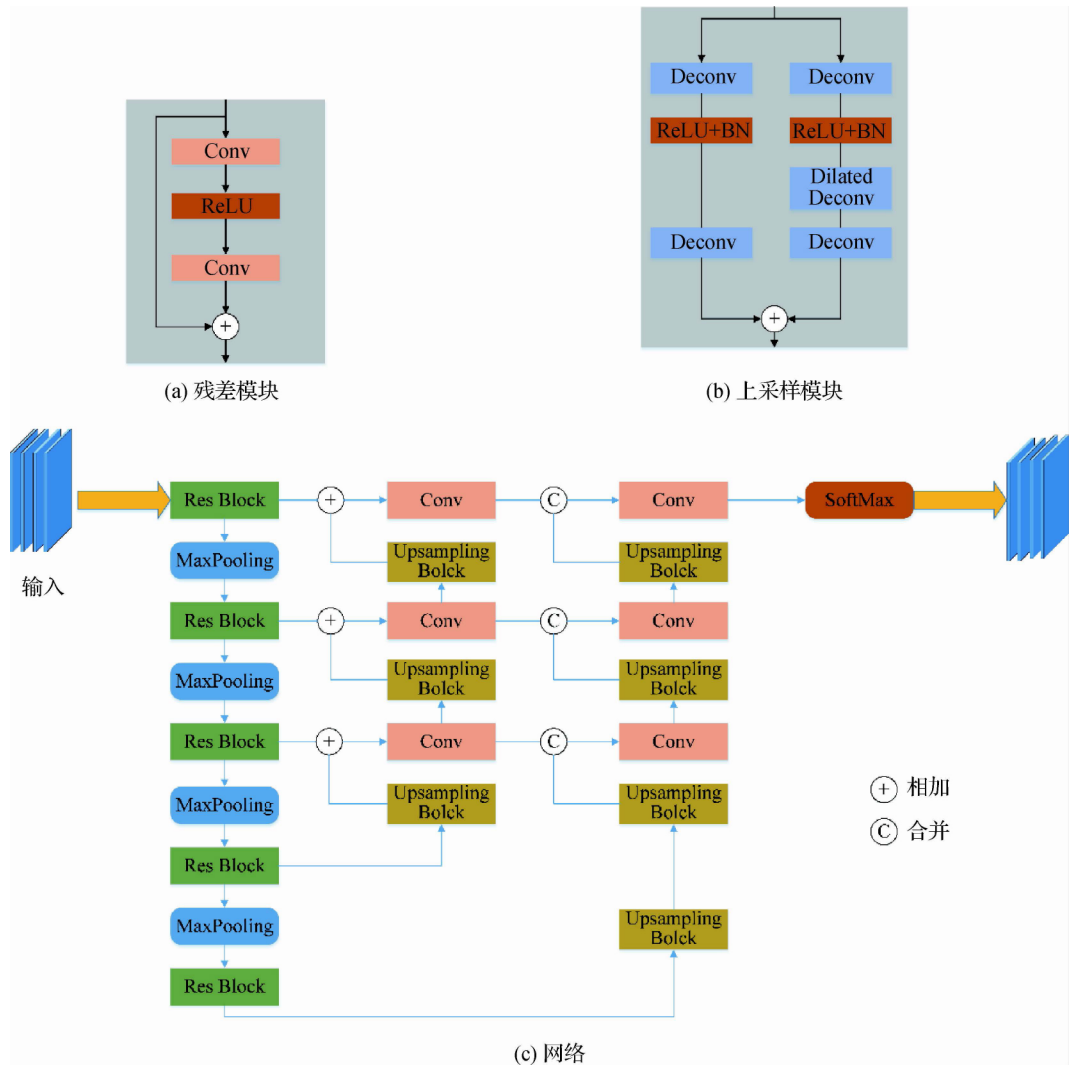 Conv
ReLU
Conv
+
(a) 残差模块
Deconv
Deconv
ReLU+BN
ReLU+BN
Dilated
Deconv
Deconv
Deconv
+
(b) 上采样模块
输入
Res Block
+
Conv
C
Conv
SoftMax
MaxPooling
Upsampling
Bolck
Upsampling
Bolck
Res Block
+
Conv
C
Conv
MaxPooling
Upsampling
Bolck
Upsampling
Bolck
Res Block
+
Conv
C
Conv
MaxPooling
Upsampling
Bolck
Upsampling
Bolck
+ 相加
C 合并
Res Block
MaxPooling
Upsampling
Bolck
Res Block
(c) 网络